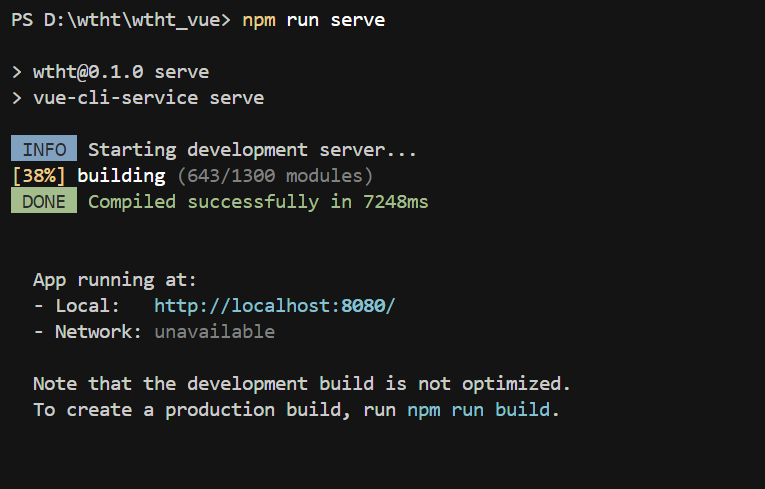 PS D:\wtht\wtht_vue> npm run serve
> wtht@0.1.0 serve
> vue-cli-service serve
INFO Starting development server...
[38%] building (643/1300 modules)
DONE Compiled successfully in 7248ms
App running at:
- Local: http://localhost:8080/
- Network: unavailable
Note that the development build is not optimized.
To create a production build, run npm run build.